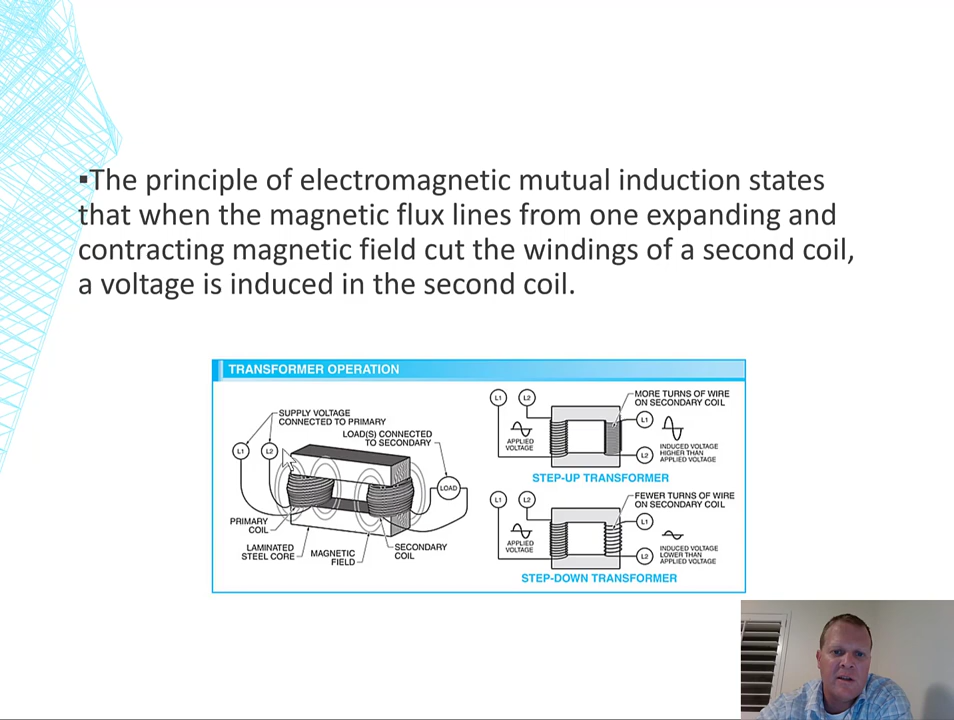 ▪The principle of electromagnetic mutual induction states
that when the magnetic flux lines from one expanding and
contracting magnetic field cut the windings of a second coil,
a voltage is induced in the second coil.
TRANSFORMER OPERATION
SUPPLY VOLTAGE
CONNECTED TO PRIMARY
LOAD(S) CONNECTED
TO SECONDARY
L1
L2
LOAD
PRIMARY
COIL
LAMINATED
STEEL CORE
MAGNETIC
FIELD
SECONDARY
COIL
L1
L2
MORE TURNS OF WIRE
ON SECONDARY COIL
L1
APPLIED
VOLTAGE
INDUCED VOLTAGE
HIGHER THAN
APPLIED VOLTAGE
L2
STEP-UP TRANSFORMER
L1
L2
FEWER TURNS OF WIRE
ON SECONDARY COIL
L1
APPLIED
VOLTAGE
INDUCED VOLTAGE
LOWER THAN
APPLIED VOLTAGE
L2
STEP-DOWN TRANSFORMER